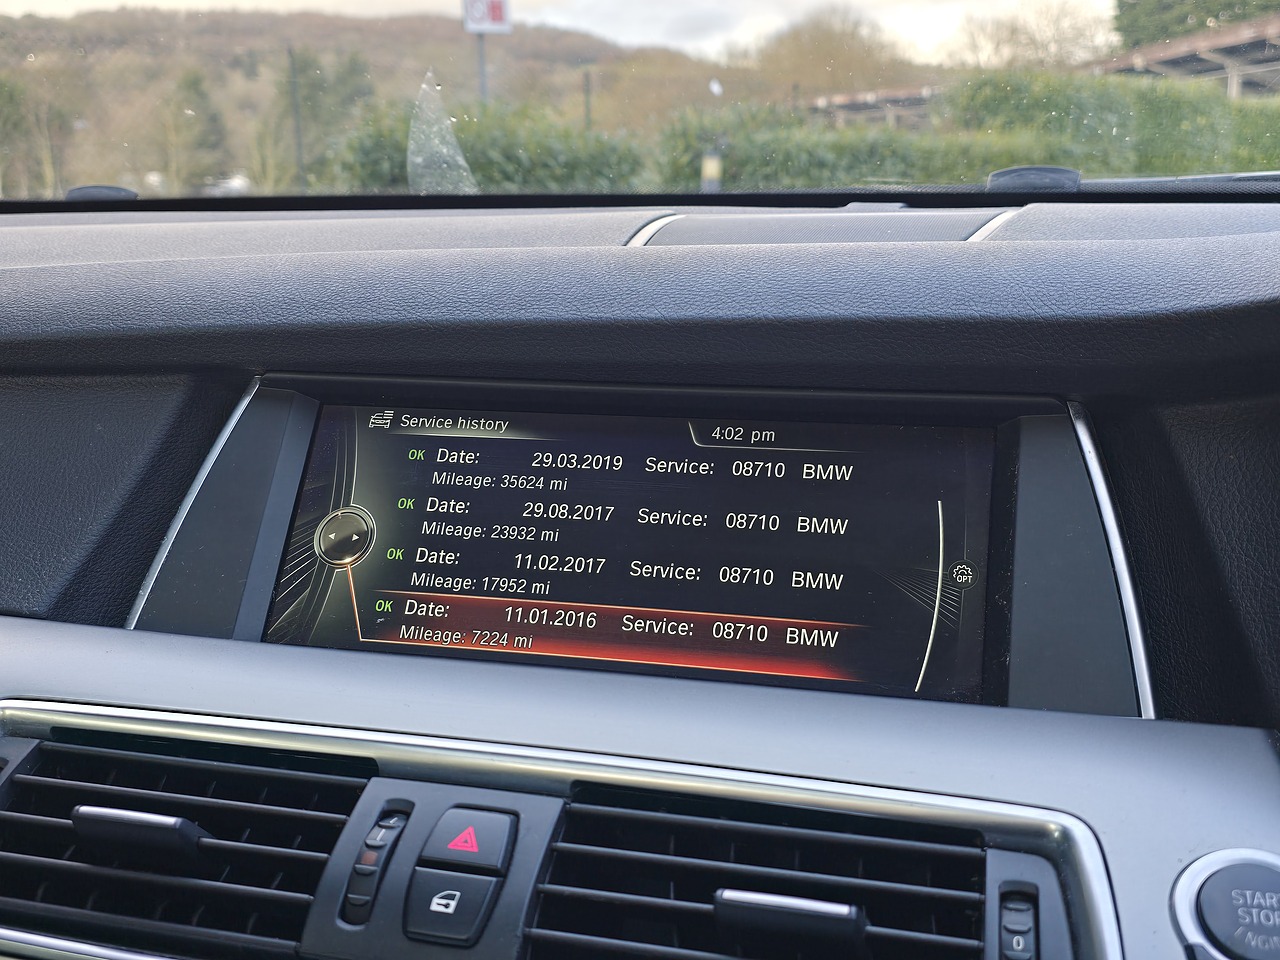 Service history
4:02 pm
OK Date: 29.03.2019 Service: 08710 BMW
Mileage: 35624 mi
OK Date: 29.08.2017 Service: 08710 BMW
Mileage: 23932 mi
OK Date: 11.02.2017 Service: 08710 BMW
Mileage: 17952 mi
OPT
OK Date: 11.01.2016 Service: 08710 BMW
Mileage: 7224 mi
START
STOP
ENGINE
0